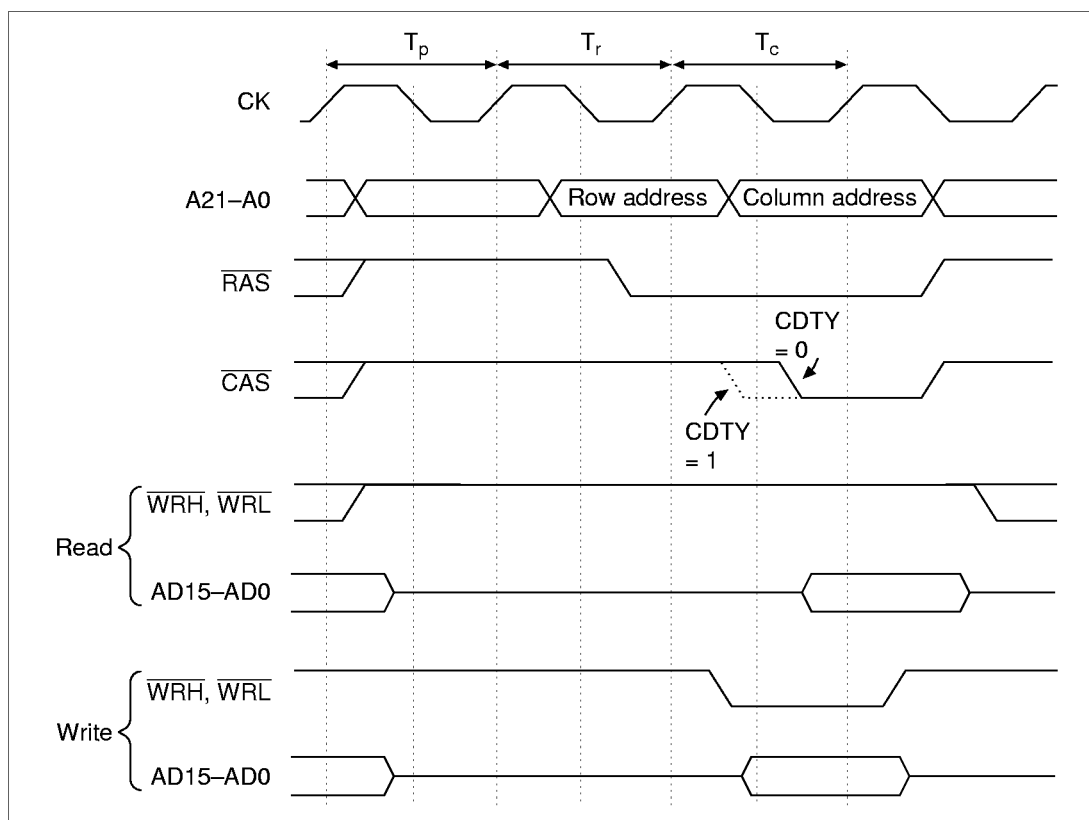 Tp Tr Tc
CK
A21–A0 Row address Column address
RAS
CDTY
= 0
CAS
CDTY
= 1
WRH, WRL
Read
AD15–AD0
WRH, WRL
Write
AD15–AD0